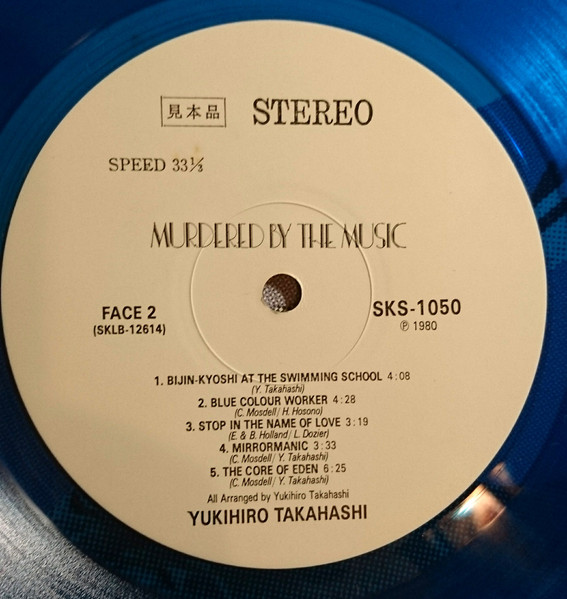 見本品 STEREO
SPEED 33⅓
MURDERED BY THE MUSIC
FACE 2 SKS-1050
(SKLB-12614) ℗ 1980
1. BIJIN-KYOSHI AT THE SWIMMING SCHOOL 4:08
(Y. Takahashi)
2. BLUE COLOUR WORKER 4:28
(C. Mosdell/ H. Hosono)
3. STOP IN THE NAME OF LOVE 3:19
(E. & B. Holland/ L. Dozier)
4. MIRRORMANIC 3:33
(C. Mosdell/ Y. Takahashi)
5. THE CORE OF EDEN 6:25
(C. Mosdell/ Y. Takahashi)
All Arranged by Yukihiro Takahashi
YUKIHIRO TAKAHASHI